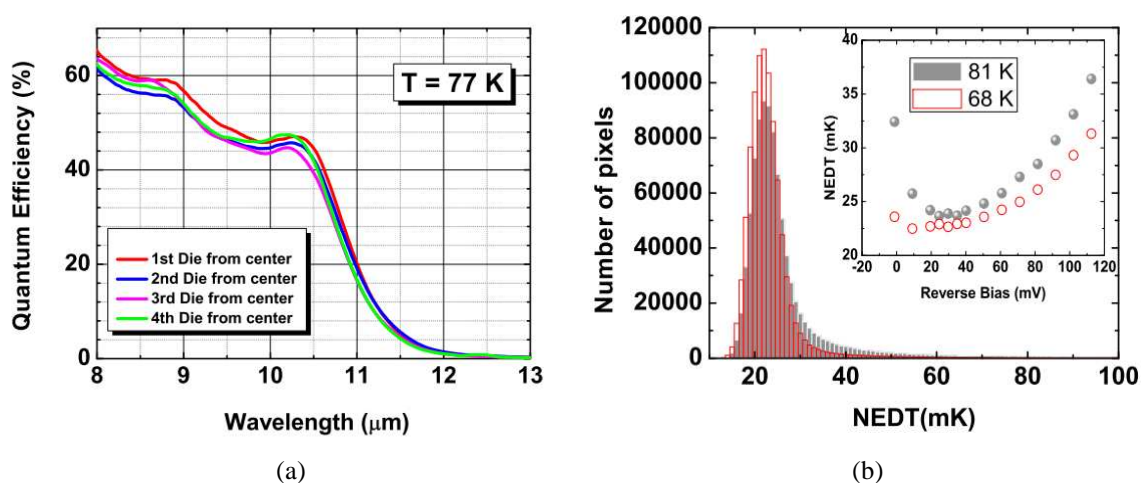 60
40
20
0
8
9
10
11
12
13
Quantum Efficiency (%)
Wavelength (μm)
T = 77 K
1st Die from center
2nd Die from center
3rd Die from center
4th Die from center
(a)
120000
100000
80000
60000
40000
20000
0
20
40
60
80
100
Number of pixels
NEDT(mK)
40
35
30
25
20
-20
0
20
40
60
80
100
120
NEDT (mK)
Reverse Bias (mV)
81 K
68 K
(b)